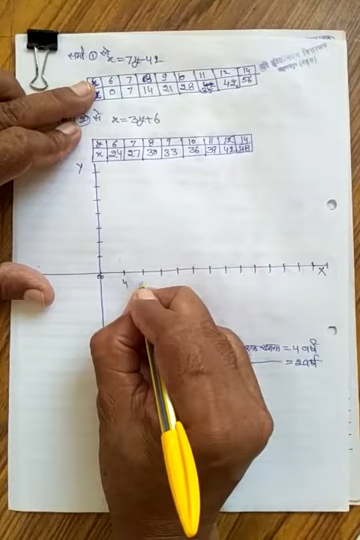 समी ① से x = 7y - 42
y 6 7 8 9 10 11 12 14
x 0 7 14 21 28 35 42 56
से x = 3y + 6
y 6 7 8 9 10 11 12 14
x 24 27 30 33 36 39 42 48
Y
X
4
= 4 वर्ष
= 2 वर्ष